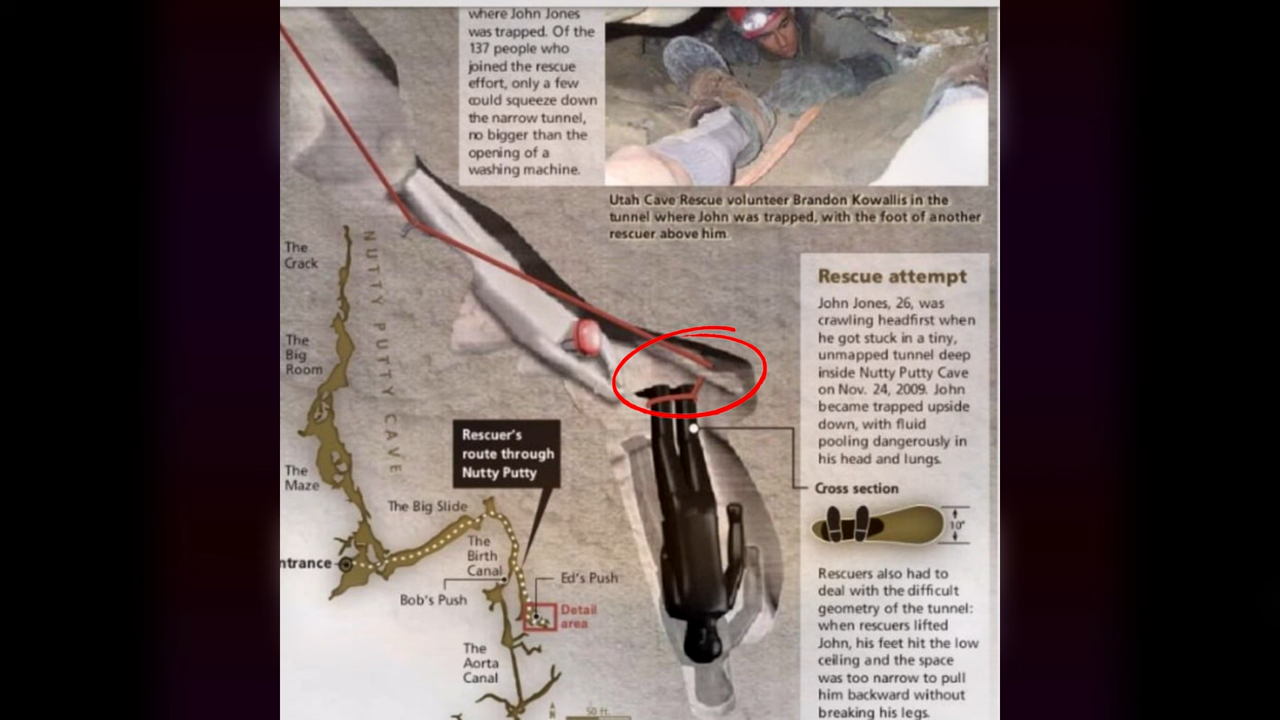 where John Jones
was trapped. Of the
137 people who
joined the rescue
effort, only a few
could squeeze down
the narrow tunnel,
no bigger than the
opening of a
washing machine.
Utah Cave Rescue volunteer Brandon Kowallis in the
tunnel where John was trapped, with the foot of another
rescuer above him.
Rescue attempt
John Jones, 26, was
crawling headfirst when
he got stuck in a tiny,
unmapped tunnel deep
inside Nutty Putty Cave
on Nov. 24, 2009. John
became trapped upside
down, with fluid
pooling dangerously in
his head and lungs.
Cross section
10"
Rescuers also had to
deal with the difficult
geometry of the tunnel:
when rescuers lifted
John, his feet hit the low
ceiling and the space
was too narrow to pull
him backward without
breaking his legs.
NUTTY PUTTY CAVE
The
Crack
The
Big
Room
The
Maze
Rescuer's
route through
Nutty Putty
The Big Slide
The
Birth
Canal
ntrance
Bob's Push
Ed's Push
Detail
area
The
Aorta
Canal
N
50 ft.